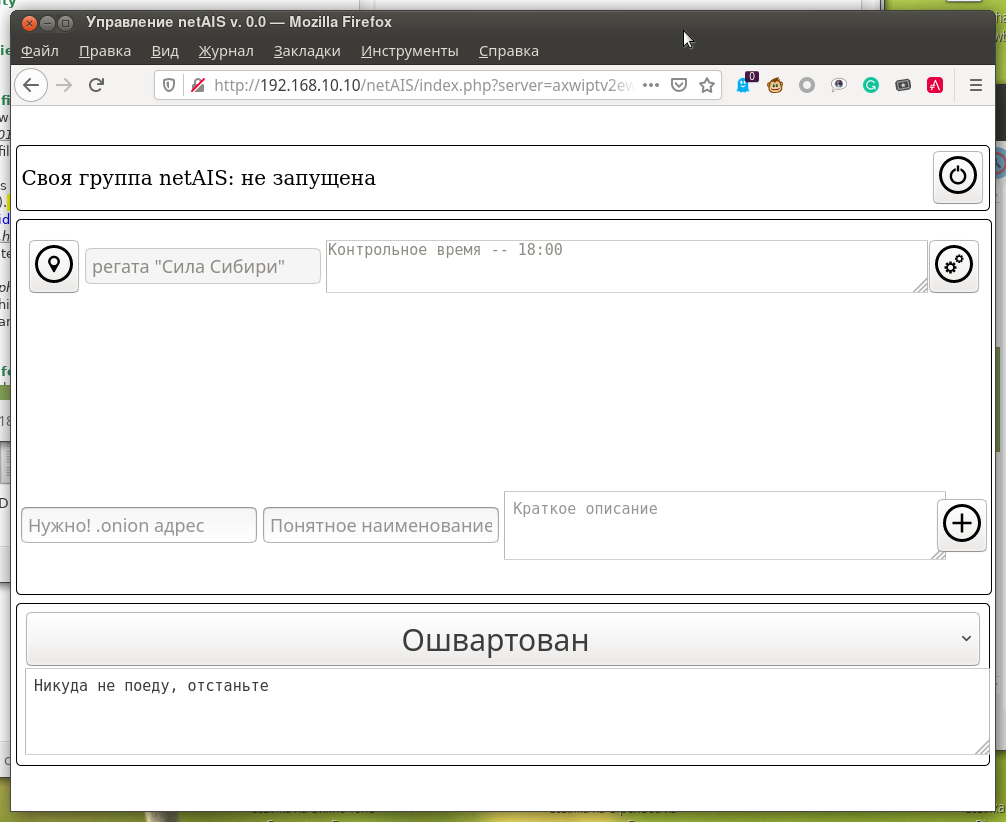 Управление netAIS v. 0.0 — Mozilla Firefox
Файл Правка Вид Журнал Закладки Инструменты Справка
http://192.168.10.10/netAIS/index.php?server=axwiptv2ew
0
Своя группа netAIS: не запущена
регата "Сила Сибири"
Контрольное время -- 18:00
Нужно! .onion адрес
Понятное наименование
Краткое описание
Ошвартован
Никуда не поеду, отстаньте